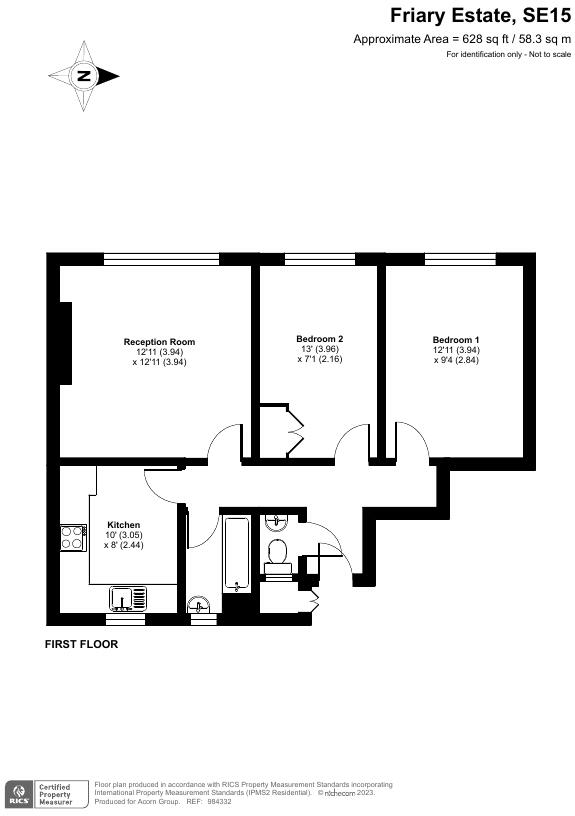 Friary Estate, SE15
Approximate Area = 628 sq ft / 58.3 sq m
For identification only - Not to scale
N
Reception Room
12'11 (3.94)
x 12'11 (3.94)
Bedroom 2
13' (3.96)
x 7'1 (2.16)
Bedroom 1
12'11 (3.94)
x 9'4 (2.84)
Kitchen
10' (3.05)
x 8' (2.44)
FIRST FLOOR
RICS
Certified
Property
Measurer
Floor plan produced in accordance with RICS Property Measurement Standards incorporating
International Property Measurement Standards (IPMS2 Residential). © nichecom 2023.
Produced for Acorn Group. REF: 984332